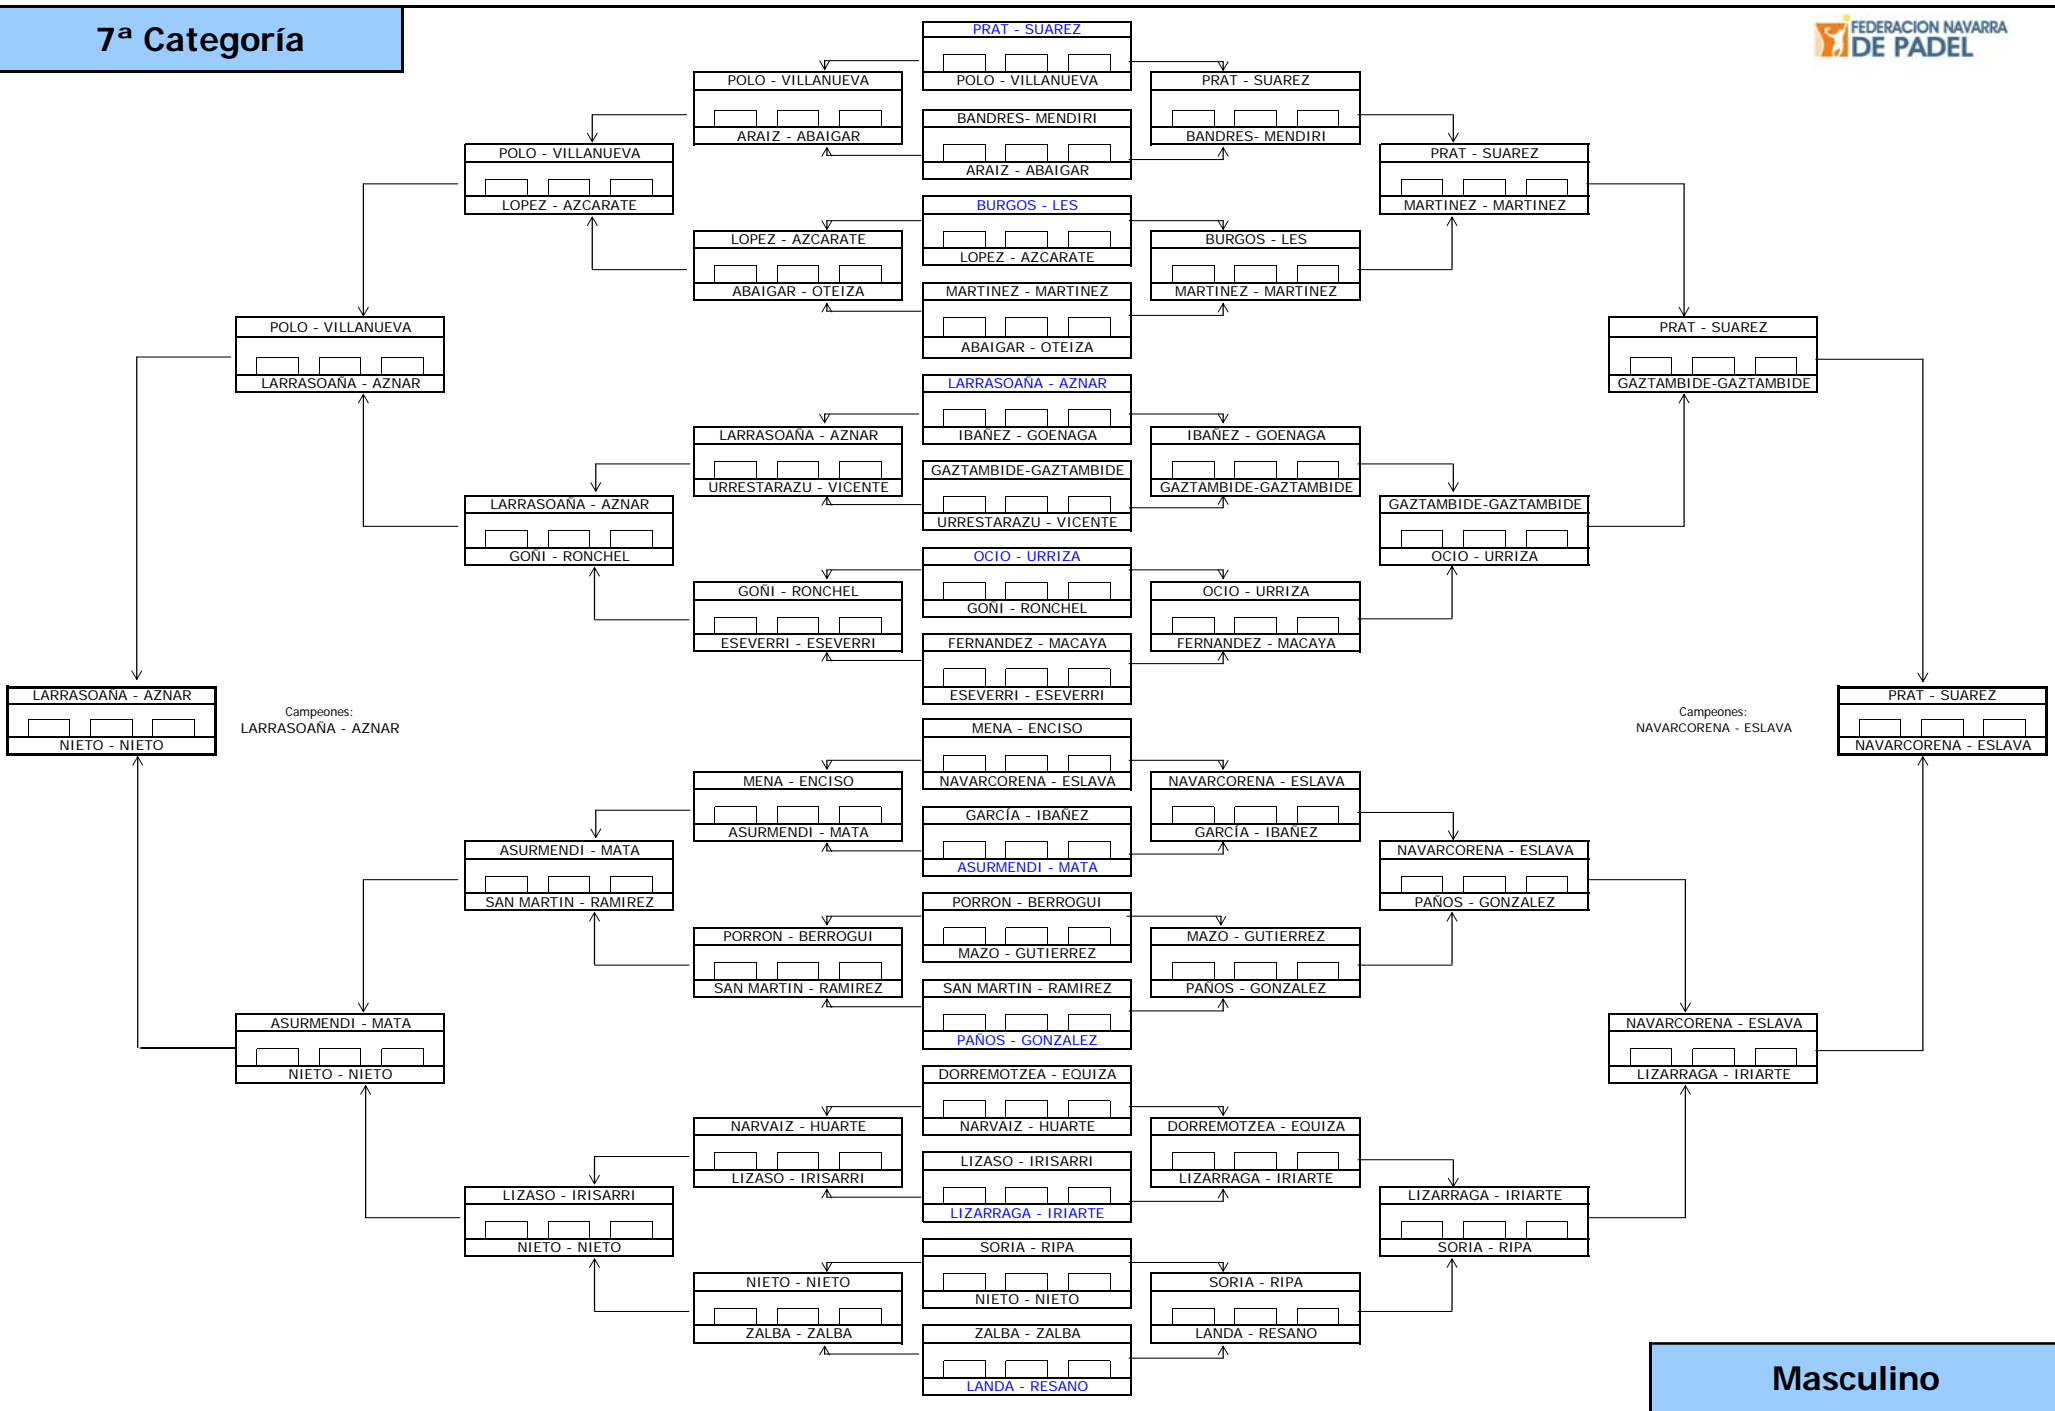 7ª Categoría
FEDERACION NAVARRA
DE PADEL
PRAT - SUAREZ
POLO - VILLANUEVA
BANDRES- MENDIRI
ARAIZ - ABAIGAR
BURGOS - LES
LOPEZ - AZCARATE
MARTINEZ - MARTINEZ
ABAIGAR - OTEIZA
LARRASOAÑA - AZNAR
IBAÑEZ - GOENAGA
GAZTAMBIDE-GAZTAMBIDE
URRESTARAZU - VICENTE
OCIO - URRIZA
GOÑI - RONCHEL
FERNANDEZ - MACAYA
ESEVERRI - ESEVERRI
MENA - ENCISO
NAVARCORENA - ESLAVA
GARCÍA - IBAÑEZ
ASURMENDI - MATA
PORRON - BERROGUI
MAZO - GUTIERREZ
SAN MARTIN - RAMIREZ
PAÑOS - GONZALEZ
DORREMOTZEA - EQUIZA
NARVAIZ - HUARTE
LIZASO - IRISARRI
LIZARRAGA - IRIARTE
SORIA - RIPA
NIETO - NIETO
ZALBA - ZALBA
LANDA - RESANO
POLO - VILLANUEVA
ARAIZ - ABAIGAR
LOPEZ - AZCARATE
ABAIGAR - OTEIZA
LARRASOAÑA - AZNAR
URRESTARAZU - VICENTE
GOÑI - RONCHEL
ESEVERRI - ESEVERRI
MENA - ENCISO
ASURMENDI - MATA
PORRON - BERROGUI
SAN MARTIN - RAMIREZ
NARVAIZ - HUARTE
LIZASO - IRISARRI
NIETO - NIETO
ZALBA - ZALBA
POLO - VILLANUEVA
LOPEZ - AZCARATE
LARRASOAÑA - AZNAR
GOÑI - RONCHEL
ASURMENDI - MATA
SAN MARTIN - RAMIREZ
LIZASO - IRISARRI
NIETO - NIETO
POLO - VILLANUEVA
LARRASOAÑA - AZNAR
ASURMENDI - MATA
NIETO - NIETO
LARRASOAÑA - AZNAR
NIETO - NIETO
Campeones:
LARRASOAÑA - AZNAR
PRAT - SUAREZ
BANDRES- MENDIRI
BURGOS - LES
MARTINEZ - MARTINEZ
IBAÑEZ - GOENAGA
GAZTAMBIDE-GAZTAMBIDE
OCIO - URRIZA
FERNANDEZ - MACAYA
NAVARCORENA - ESLAVA
GARCÍA - IBAÑEZ
MAZO - GUTIERREZ
PAÑOS - GONZALEZ
DORREMOTZEA - EQUIZA
LIZARRAGA - IRIARTE
SORIA - RIPA
LANDA - RESANO
PRAT - SUAREZ
MARTINEZ - MARTINEZ
GAZTAMBIDE-GAZTAMBIDE
OCIO - URRIZA
NAVARCORENA - ESLAVA
PAÑOS - GONZALEZ
LIZARRAGA - IRIARTE
SORIA - RIPA
PRAT - SUAREZ
GAZTAMBIDE-GAZTAMBIDE
NAVARCORENA - ESLAVA
LIZARRAGA - IRIARTE
Campeones:
NAVARCORENA - ESLAVA
PRAT - SUAREZ
NAVARCORENA - ESLAVA
Masculino